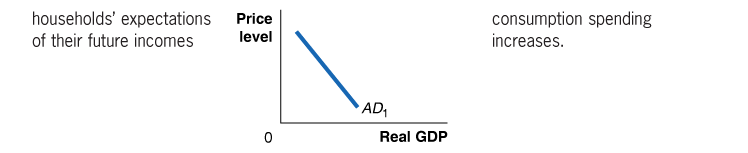 households’ expectations
of their future incomes
Price
level
AD₁
0
Real GDP
consumption spending
increases.